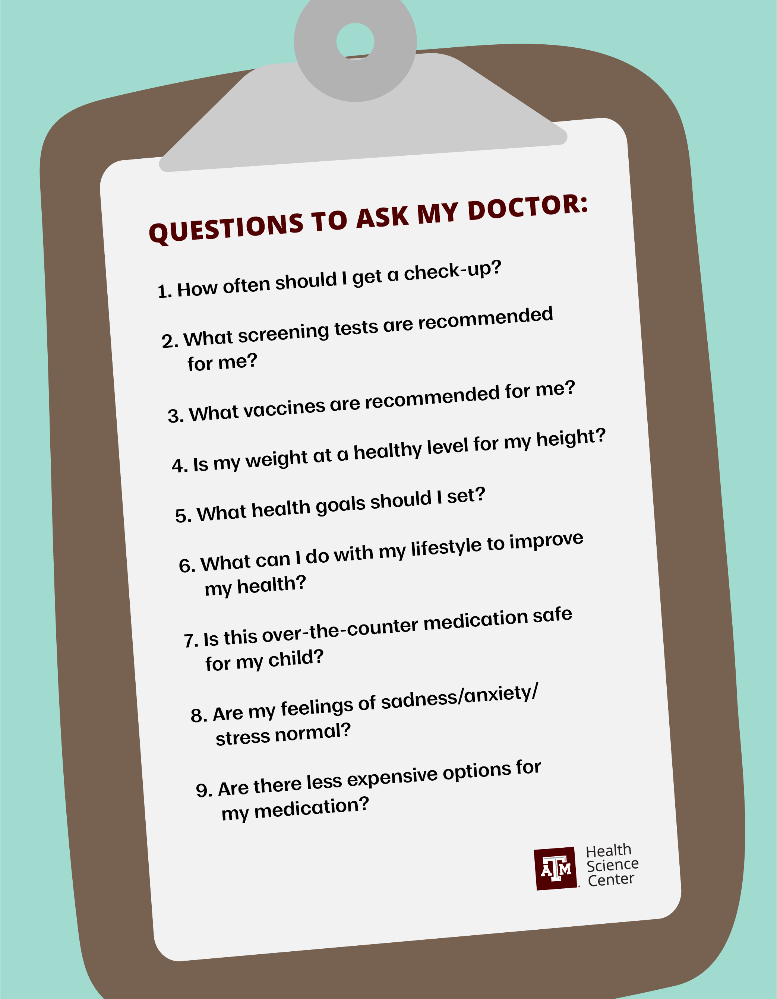 QUESTIONS TO ASK MY DOCTOR:
1. How often should I get a check-up?
2. What screening tests are recommended
for me?
3. What vaccines are recommended for me?
4. Is my weight at a healthy level for my height?
5. What health goals should I set?
6. What can I do with my lifestyle to improve
my health?
7. Is this over-the-counter medication safe
for my child?
8. Are my feelings of sadness/anxiety/
stress normal?
9. Are there less expensive options for
my medication?
ATM
Health
Science
Center